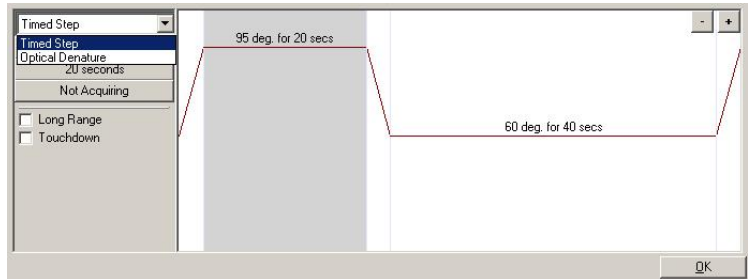 Timed Step
Timed Step
Optical Denature
20 seconds
Not Acquiring
Long Range
Touchdown
95 deg. for 20 secs
60 deg. for 40 secs
-
+
OK